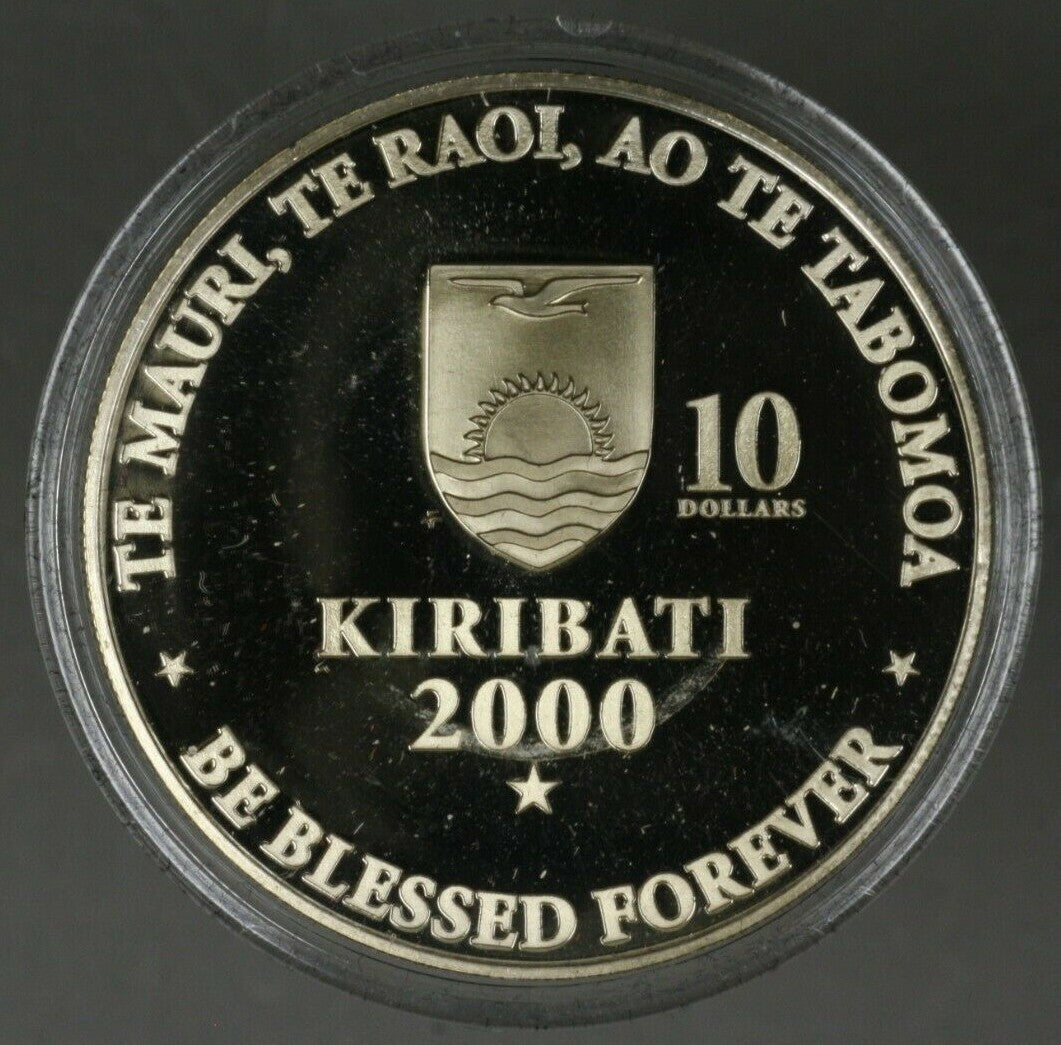 TE MAURI, TE RAOI, AO TE TABOMOA
10
DOLLARS
KIRIBATI
2000
BE BLESSED FOREVER